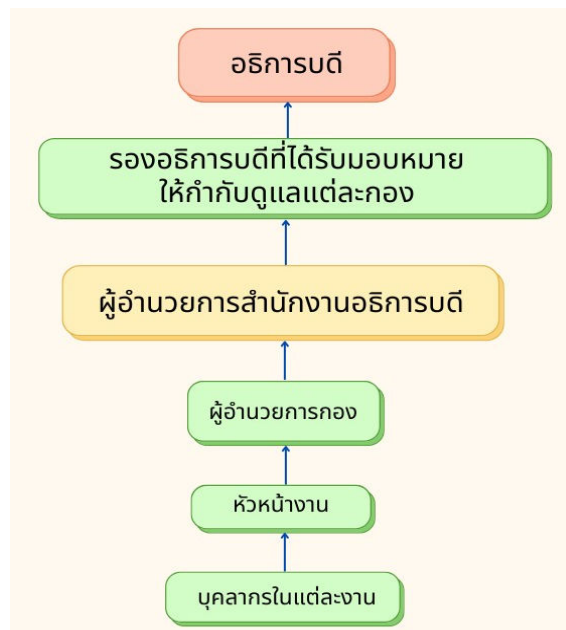 อธิการบดี
รองอธิการบดีที่ได้รับมอบหมาย
ให้กำกับดูแลแต่ละกอง
ผู้อำนวยการสำนักงานอธิการบดี
ผู้อำนวยการกอง
หัวหน้างาน
บุคลากรในแต่ละงาน